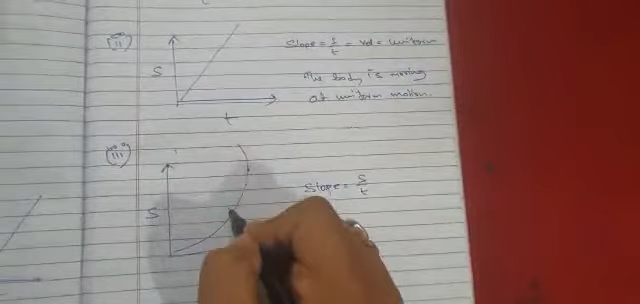 (ii)
S
t
Slope = s/t = vel = Uniform
The body is moving
at uniform motion.
(iii)
S
Slope = s/t